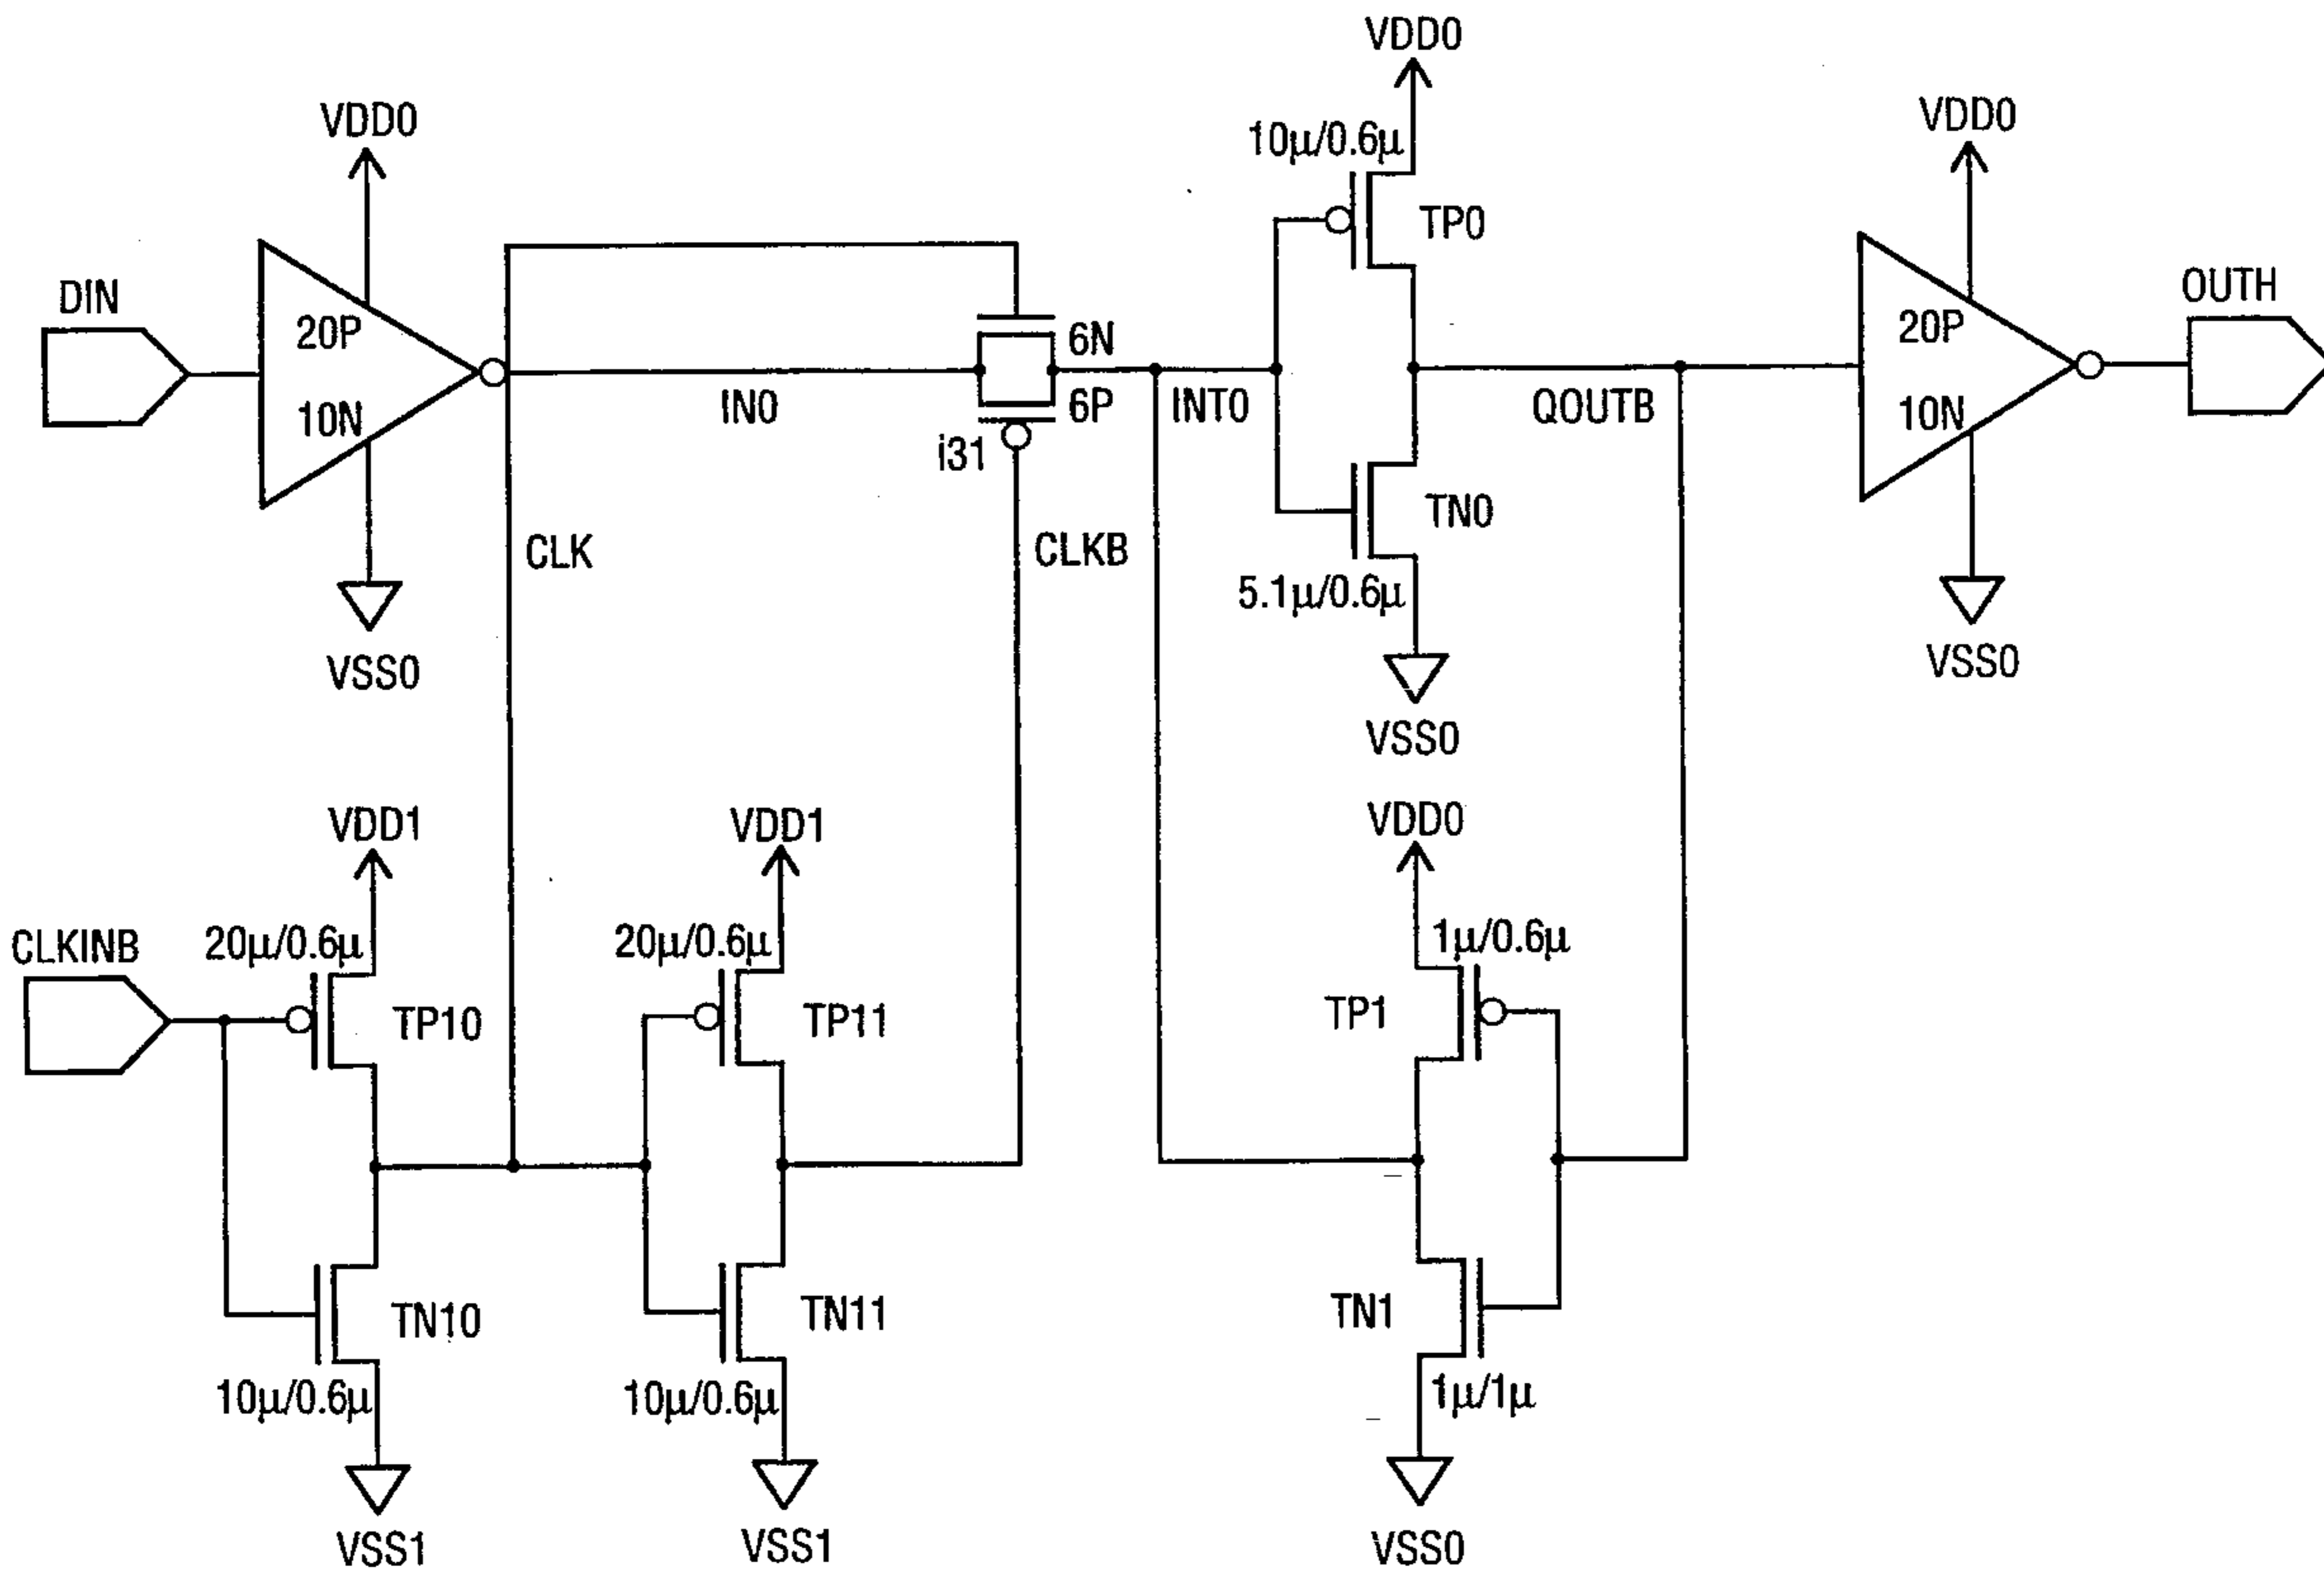 VDD0
VDD0
VDD0
10μ/0.6μ
TP0
DIN
20P
10N
6N
6P
IN0
INT0
i31
QOUTB
20P
10N
OUTH
TN0
CLK
CLKB
5.1μ/0.6μ
VSS0
VSS0
VSS0
VDD1
VDD1
VDD0
CLKINB
20μ/0.6μ
20μ/0.6μ
1μ/0.6μ
TP10
TP11
TP1
TN10
TN11
TN1
10μ/0.6μ
10μ/0.6μ
1μ/1μ
VSS1
VSS1
VSS0